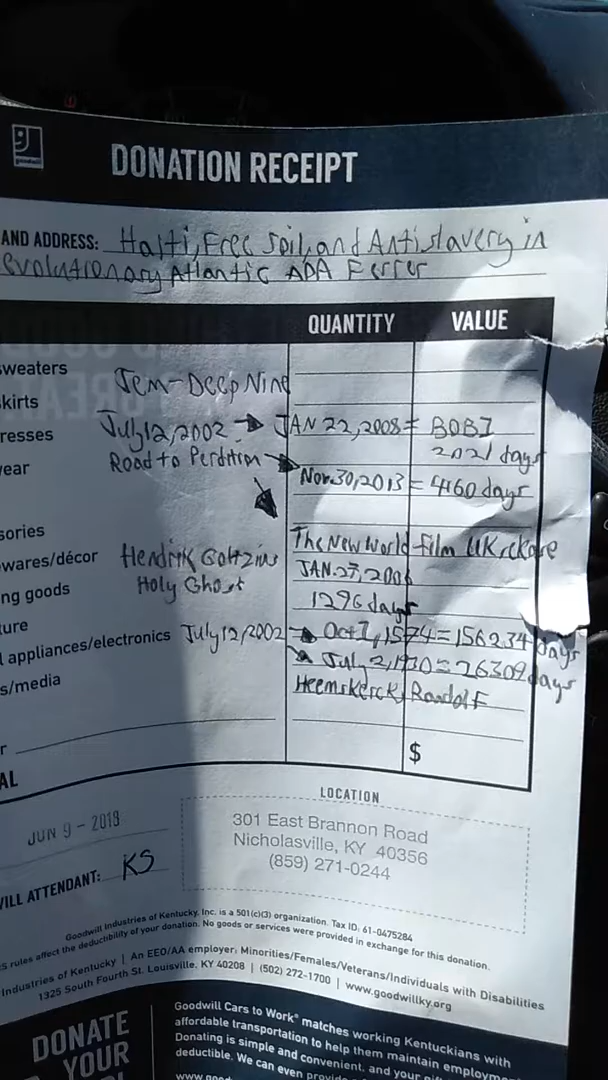 goodwill
DONATION RECEIPT
AND ADDRESS: Haiti, Free Soil, and Antislavery in
evolutionary Atlantic ADA Ferrer
QUANTITY VALUE
sweaters
skirts
resses
ear
sories
wares/décor
ng goods
ture
l appliances/electronics
s/media
r
AL
Jem-Deep Nine
July 12, 2002 → JAN 22, 2008 = BOBI
2021 days
Road to Perdition → Nov.30,2013 = 4160 days
The New World film UK
Hendrik Goltzius
JAN.27,2006
Holy Ghost
1296 days
July 12, 2002 → Oct 1, 1574 = 156234 days
July 2, 1930 = 26309 days
Heemskerck, Roadolf
$
LOCATION
301 East Brannon Road
Nicholasville, KY 40356
(859) 271-0244
JUN 9 - 2018
WILL ATTENDANT: KS
Goodwill Industries of Kentucky, Inc. is a 501(c)(3) organization. Tax ID: 61-0475284
S rules affect the deductibility of your donation. No goods or services were provided in exchange for this donation.
Industries of Kentucky | An EEO/AA employer: Minorities/Females/Veterans/Individuals with Disabilities
1325 South Fourth St. Louisville, KY 40208 | (502) 272-1700 | www.goodwillky.org
DONATE
YOUR
Goodwill Cars to Work® matches working Kentuckians with
affordable transportation to help them maintain employm
Donating is simple and convenient, and your
deductible. We can even provide